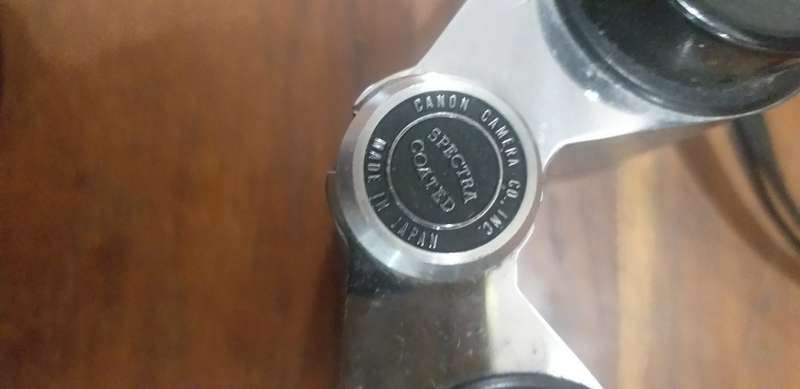 CANON CAMERA CO., INC.
SPECTRA
COATED
MADE IN JAPAN